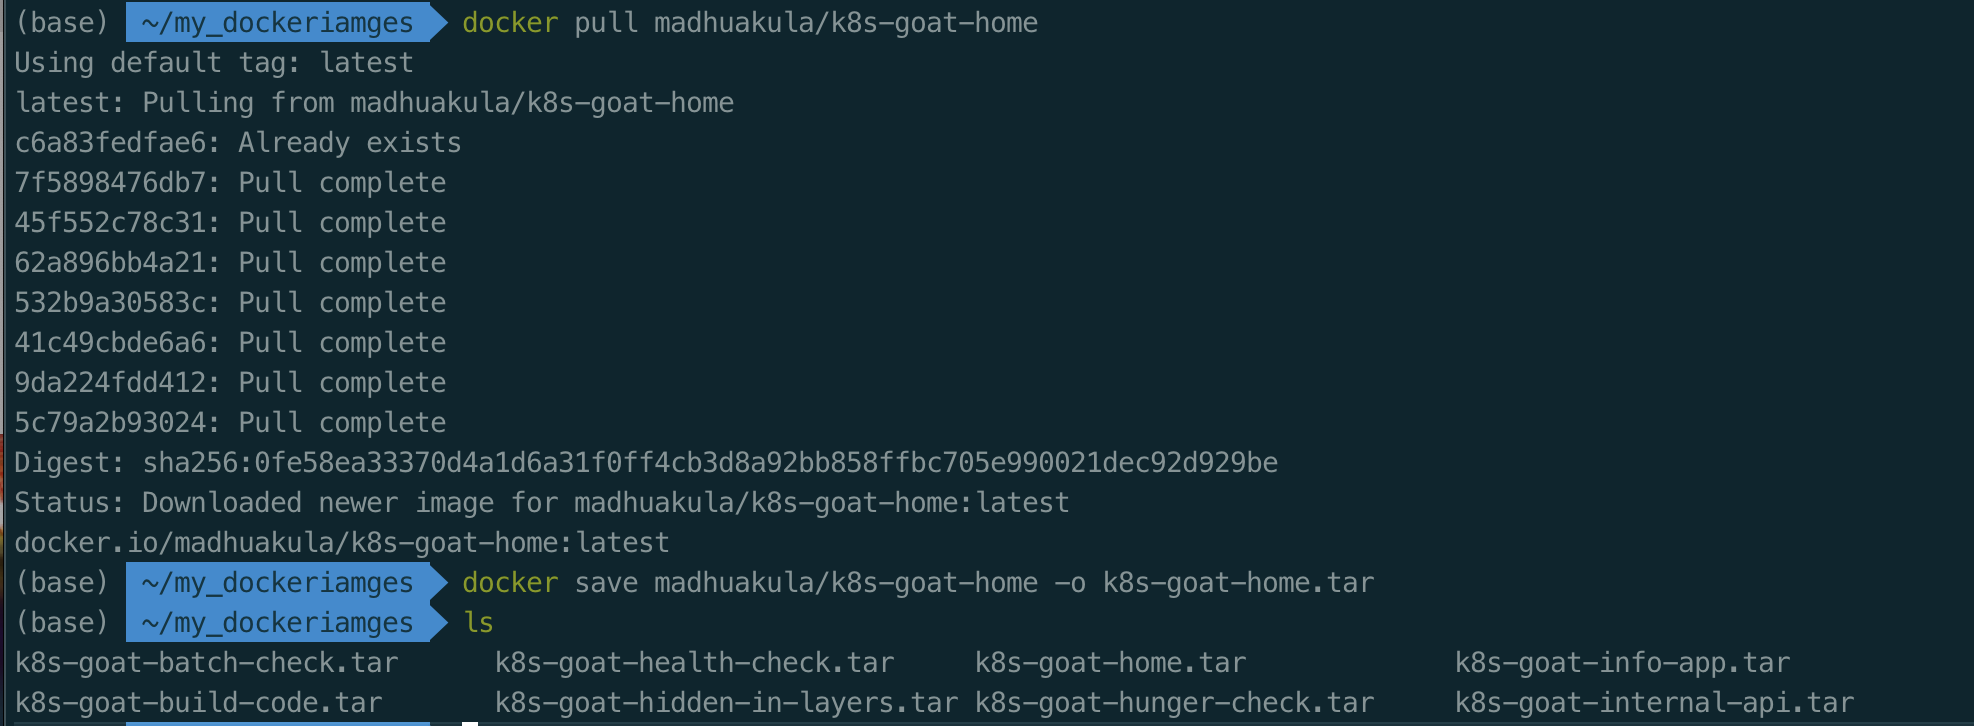 (base) ~/my_dockeriamges docker pull madhuakula/k8s-goat-home
Using default tag: latest
latest: Pulling from madhuakula/k8s-goat-home
c6a83fedfae6: Already exists
7f5898476db7: Pull complete
45f552c78c31: Pull complete
62a896bb4a21: Pull complete
532b9a30583c: Pull complete
41c49cbde6a6: Pull complete
9da224fdd412: Pull complete
5c79a2b93024: Pull complete
Digest: sha256:0fe58ea33370d4a1d6a31f0ff4cb3d8a92bb858ffbc705e990021dec92d929be
Status: Downloaded newer image for madhuakula/k8s-goat-home:latest
docker.io/madhuakula/k8s-goat-home:latest
(base) ~/my_dockeriamges docker save madhuakula/k8s-goat-home -o k8s-goat-home.tar
(base) ~/my_dockeriamges ls
k8s-goat-batch-check.tar k8s-goat-health-check.tar k8s-goat-home.tar k8s-goat-info-app.tar
k8s-goat-build-code.tar k8s-goat-hidden-in-layers.tar k8s-goat-hunger-check.tar k8s-goat-internal-api.tar